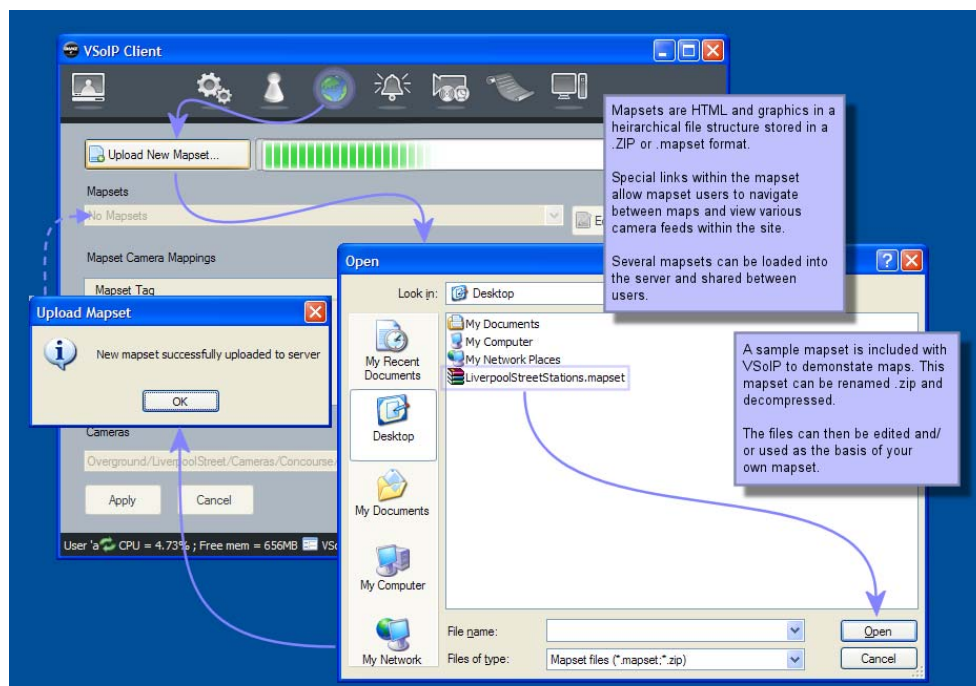 VSoIP Client
Upload New Mapset...
Mapsets
No Mapsets
Mapset Camera Mappings
Mapset Tag
Upload Mapset
New mapset successfully uploaded to server
OK
Cameras
Overground/LiverpoolStreet/Cameras/Concourse
Apply
Cancel
CPU = 4.73% ; Free mem = 656MB
Mapsets are HTML and graphics in a
heirarchical file structure stored in a
.ZIP or .mapset format.
Special links within the mapset
allow mapset users to navigate
between maps and view various
camera feeds within the site.
Several mapsets can be loaded into
the server and shared between
users.
Open
Look in:
Desktop
My Documents
My Computer
My Network Places
LiverpoolStreetStations.mapset
My Recent
Documents
Desktop
My Documents
My Computer
My Network
File name:
Files of type:
Mapset files (*.mapset;*.zip)
Open
Cancel
A sample mapset is included with
VSoIP to demonstate maps. This
mapset can be renamed .zip and
decompressed.
The files can then be edited and/
or used as the basis of your
own mapset.